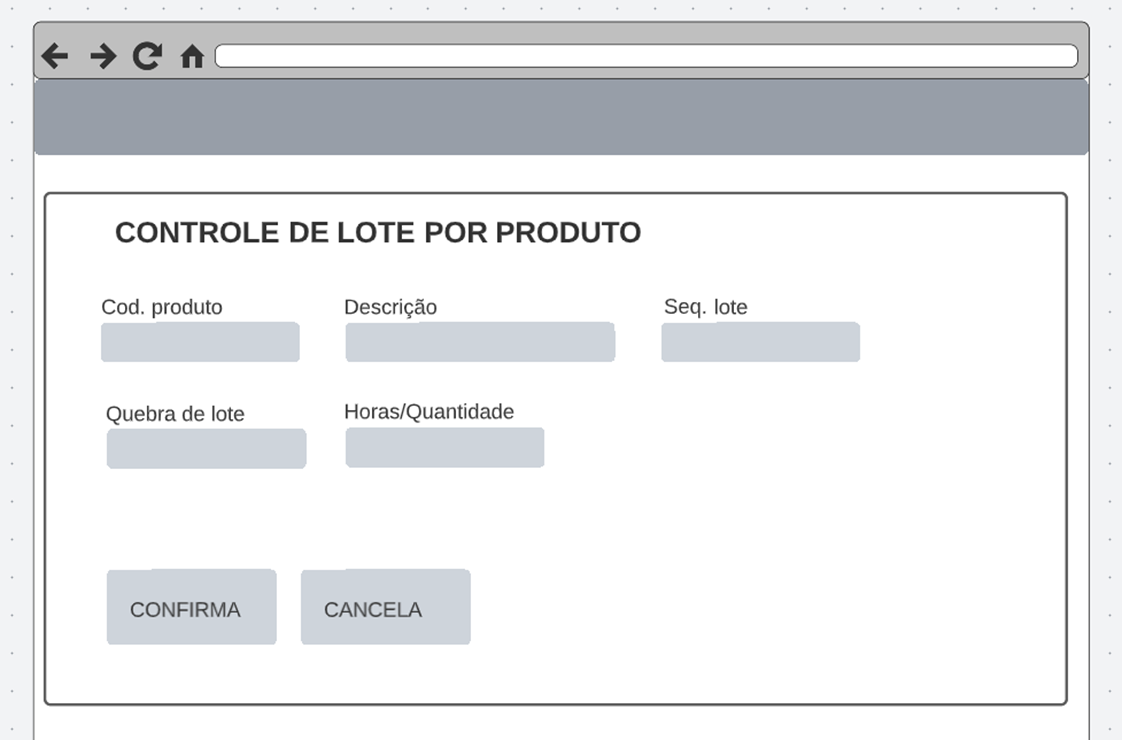 CONTROLE DE LOTE POR PRODUTO
Cod. produto Descrição Seq. lote
Quebra de lote Horas/Quantidade
CONFIRMA CANCELA